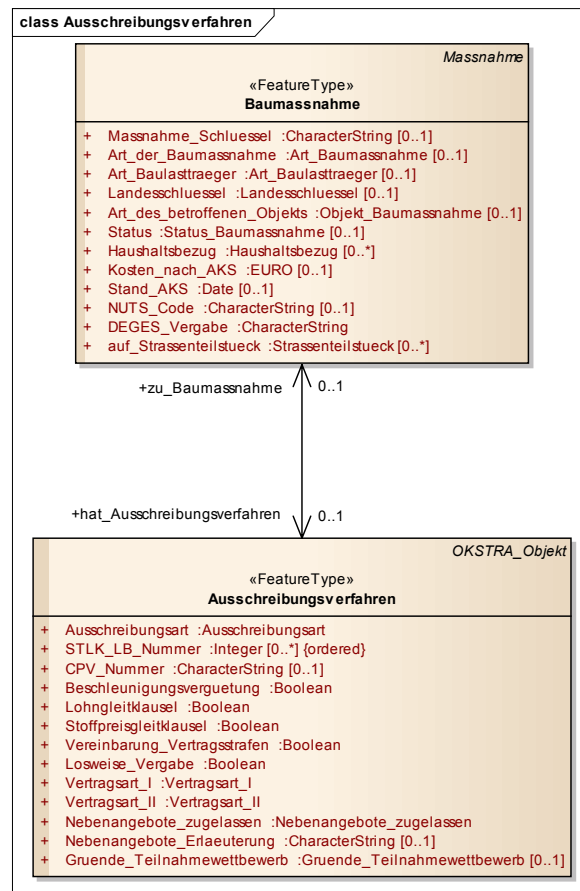 class Ausschreibungsverfahren
Massnahme
«FeatureType»
Baumassnahme
+ Massnahme_Schluessel :CharacterString [0..1]
+ Art_der_Baumassnahme :Art_Baumassnahme [0..1]
+ Art_Baulasttraeger :Art_Baulasttraeger [0..1]
+ Landesschluessel :Landesschluessel [0..1]
+ Art_des_betroffenen_Objekts :Objekt_Baumassnahme [0..1]
+ Status :Status_Baumassnahme [0..1]
+ Haushaltsbezug :Haushaltsbezug [0..*]
+ Kosten_nach_AKS :EURO [0..1]
+ Stand_AKS :Date [0..1]
+ NUTS_Code :CharacterString [0..1]
+ DEGES_Vergabe :CharacterString
+ auf_Strassenteilstueck :Strassenteilstueck [0..*]
+zu_Baumassnahme 0..1
+hat_Ausschreibungsverfahren 0..1
OKSTRA_Objekt
«FeatureType»
Ausschreibungsverfahren
+ Ausschreibungsart :Ausschreibungsart
+ STLK_LB_Nummer :Integer [0..*] {ordered}
+ CPV_Nummer :CharacterString [0..1]
+ Beschleunigungsverguetung :Boolean
+ Lohngleitklausel :Boolean
+ Stoffpreisgleitklausel :Boolean
+ Vereinbarung_Vertragsstrafen :Boolean
+ Losweise_Vergabe :Boolean
+ Vertragsart_I :Vertragsart_I
+ Vertragsart_II :Vertragsart_II
+ Nebenangebote_zugelassen :Nebenangebote_zugelassen
+ Nebenangebote_Erlaeuterung :CharacterString [0..1]
+ Gruende_Teilnahmewettbewerb :Gruende_Teilnahmewettbewerb [0..1]